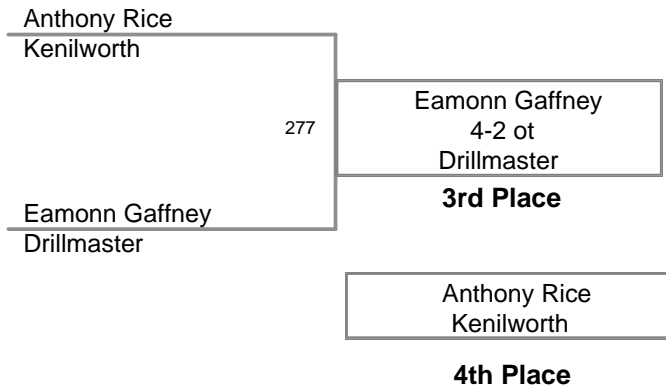 Anthony Rice
Kenilworth
277
Eamonn Gaffney
4-2 ot
Drillmaster
3rd Place
Eamonn Gaffney
Drillmaster
Anthony Rice
Kenilworth
4th Place